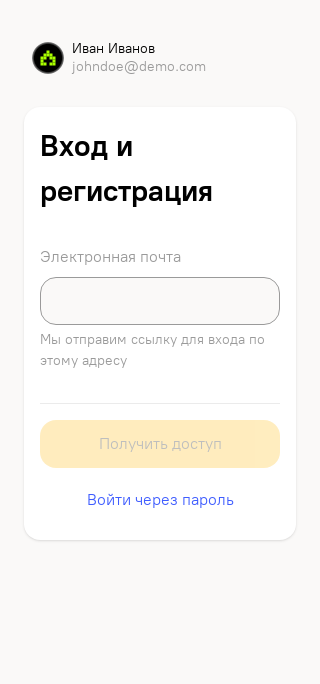 Иван Иванов
johndoe@demo.com
Вход и
регистрация
Электронная почта
Мы отправим ссылку для входа по
этому адресу
Получить доступ
Войти через пароль